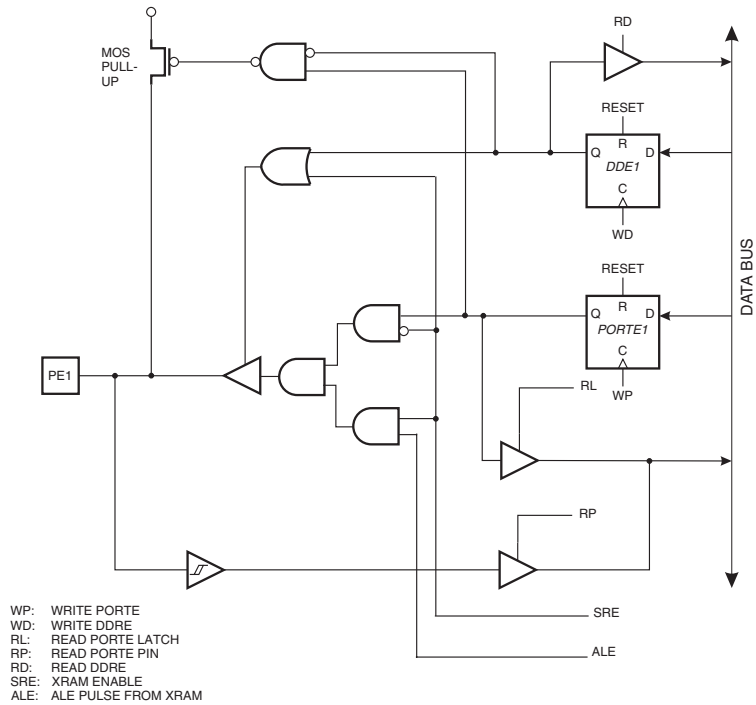 RD
MOS
PULL-
UP
RESET
R
Q
D
DDE1
C
WD
RESET
R
Q
D
PORTE1
C
WP
DATA BUS
PE1
RL
RP
SRE
ALE
WP: WRITE PORTE
WD: WRITE DDRE
RL: READ PORTE LATCH
RP: READ PORTE PIN
RD: READ DDRE
SRE: XRAM ENABLE
ALE: ALE PULSE FROM XRAM